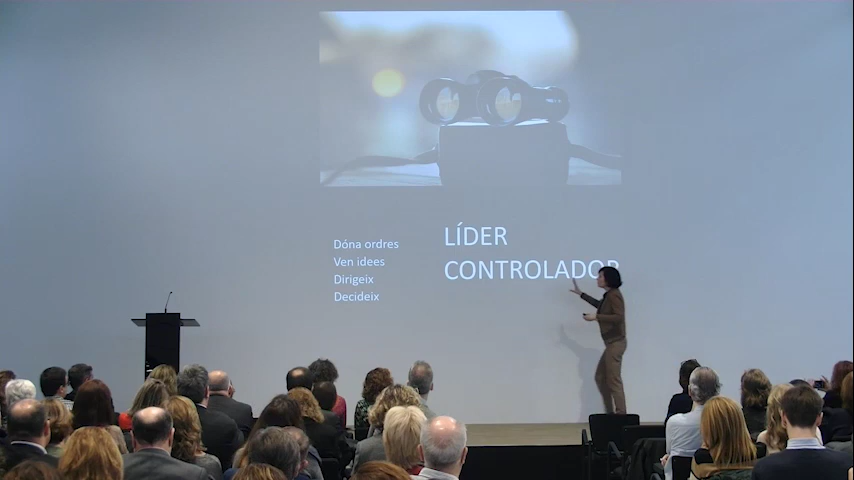 Dóna ordres
Ven idees
Dirigeix
Decideix
LÍDER
CONTROLADOR